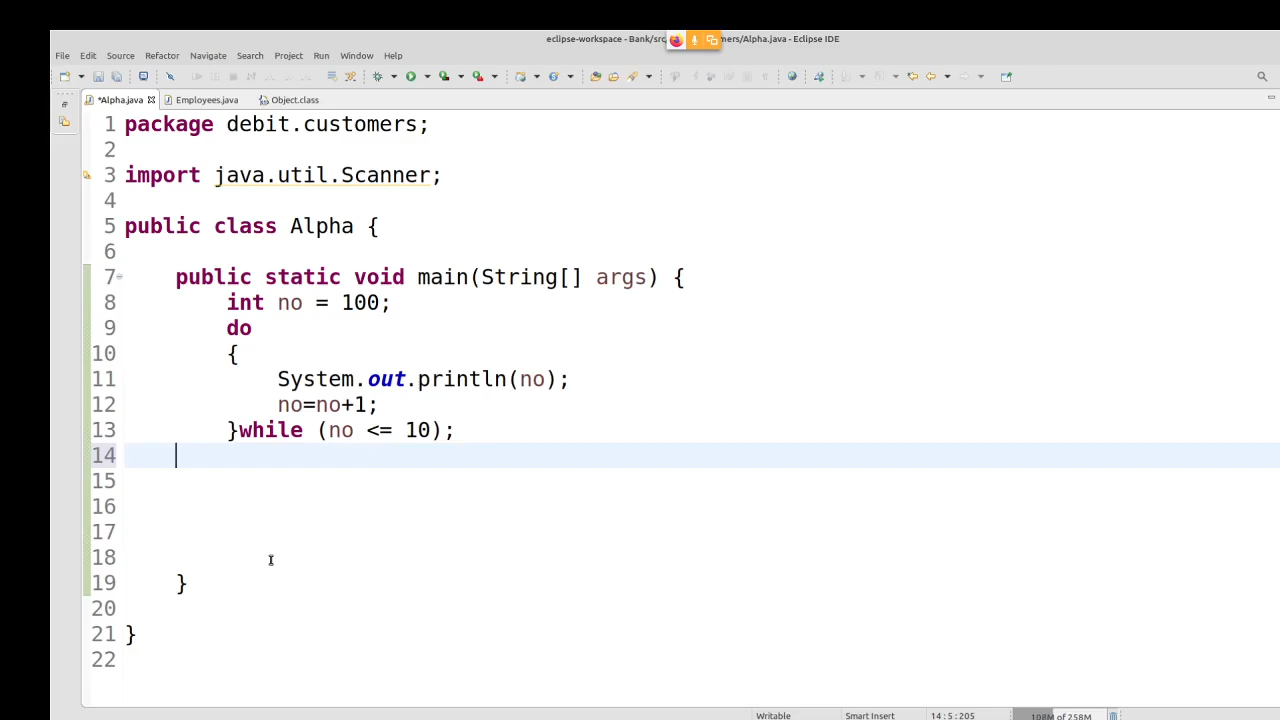 eclipse-workspace - Bank/src mers/Alpha.java - Eclipse IDE
File Edit Source Refactor Navigate Search Project Run Window Help
*Alpha.java Employees.java Object.class
1 package debit.customers;
2
3 import java.util.Scanner;
4
5 public class Alpha {
6
7 public static void main(String[] args) {
8 int no = 100;
9 do
10 {
11 System.out.println(no);
12 no=no+1;
13 }while (no <= 10);
14
15
16
17
18
19 }
20
21 }
22
Writable Smart Insert 14 : 5 : 205 108M of 258M